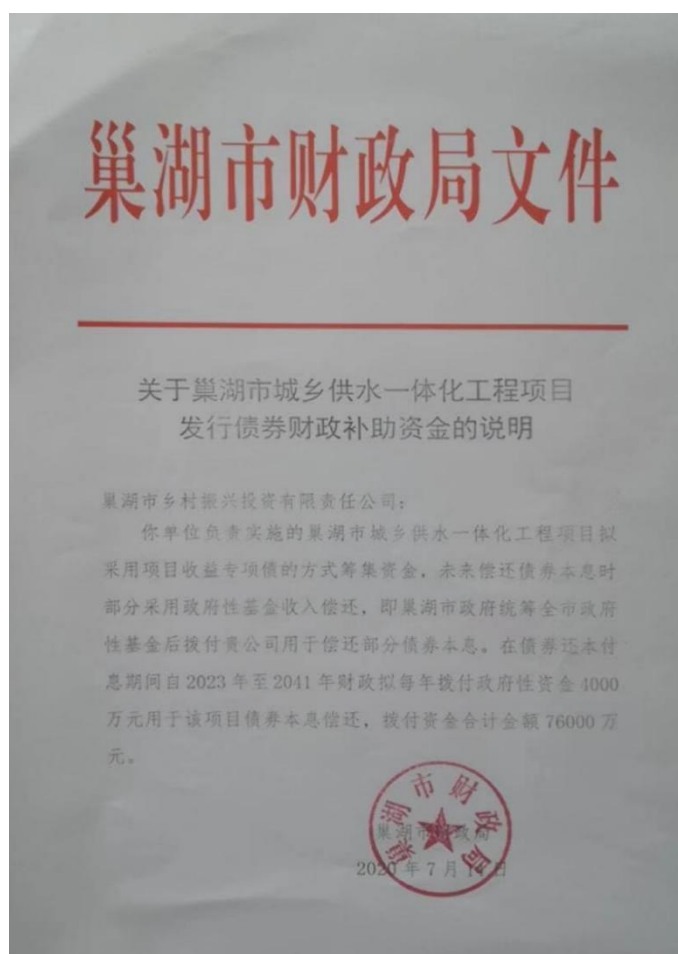 巢湖市财政局文件
关于巢湖市城乡供水一体化工程项目
发行债券财政补助资金的说明
巢湖市乡村振兴投资有限责任公司：
你单位负责实施的巢湖市城乡供水一体化工程项目拟
采用项目收益专项债的方式筹集资金，未来偿还债券本息时
部分采用政府性基金收入偿还，即巢湖市政府统筹全市政府
性基金后拨付贵公司用于偿还部分债券本息。在债券还本付
息期间自2023年至2041年财政拟每年拨付政府性资金4000
万元用于该项目债券本息偿还，拨付资金合计金额76000万
元。
巢湖市财政局
巢湖市财政局
2020年7月14日